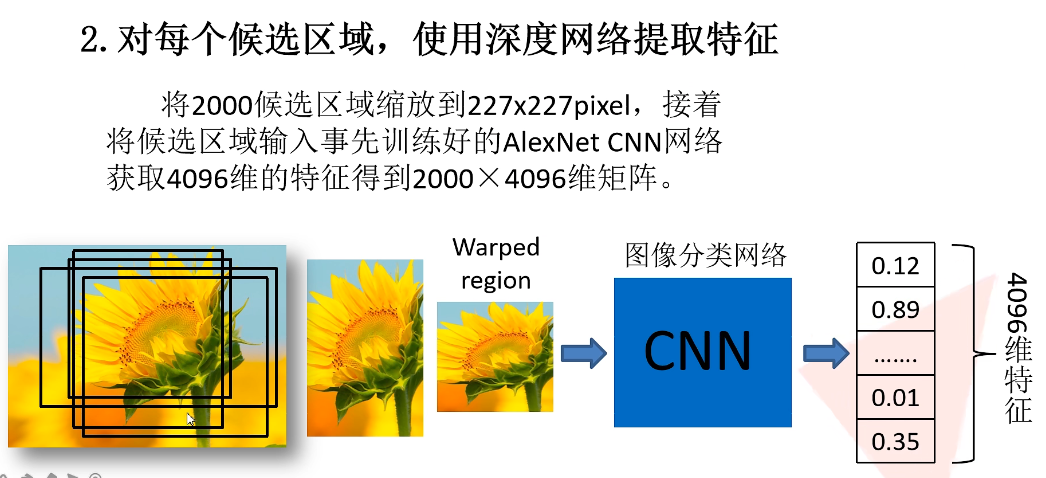 2. 对每个候选区域，使用深度网络提取特征
将2000候选区域缩放到227x227pixel，接着
将候选区域输入事先训练好的AlexNet CNN网络
获取4096维的特征得到2000×4096维矩阵。
Warped
region
图像分类网络
CNN
0.12
0.89
.......
0.01
0.35
4096维特征